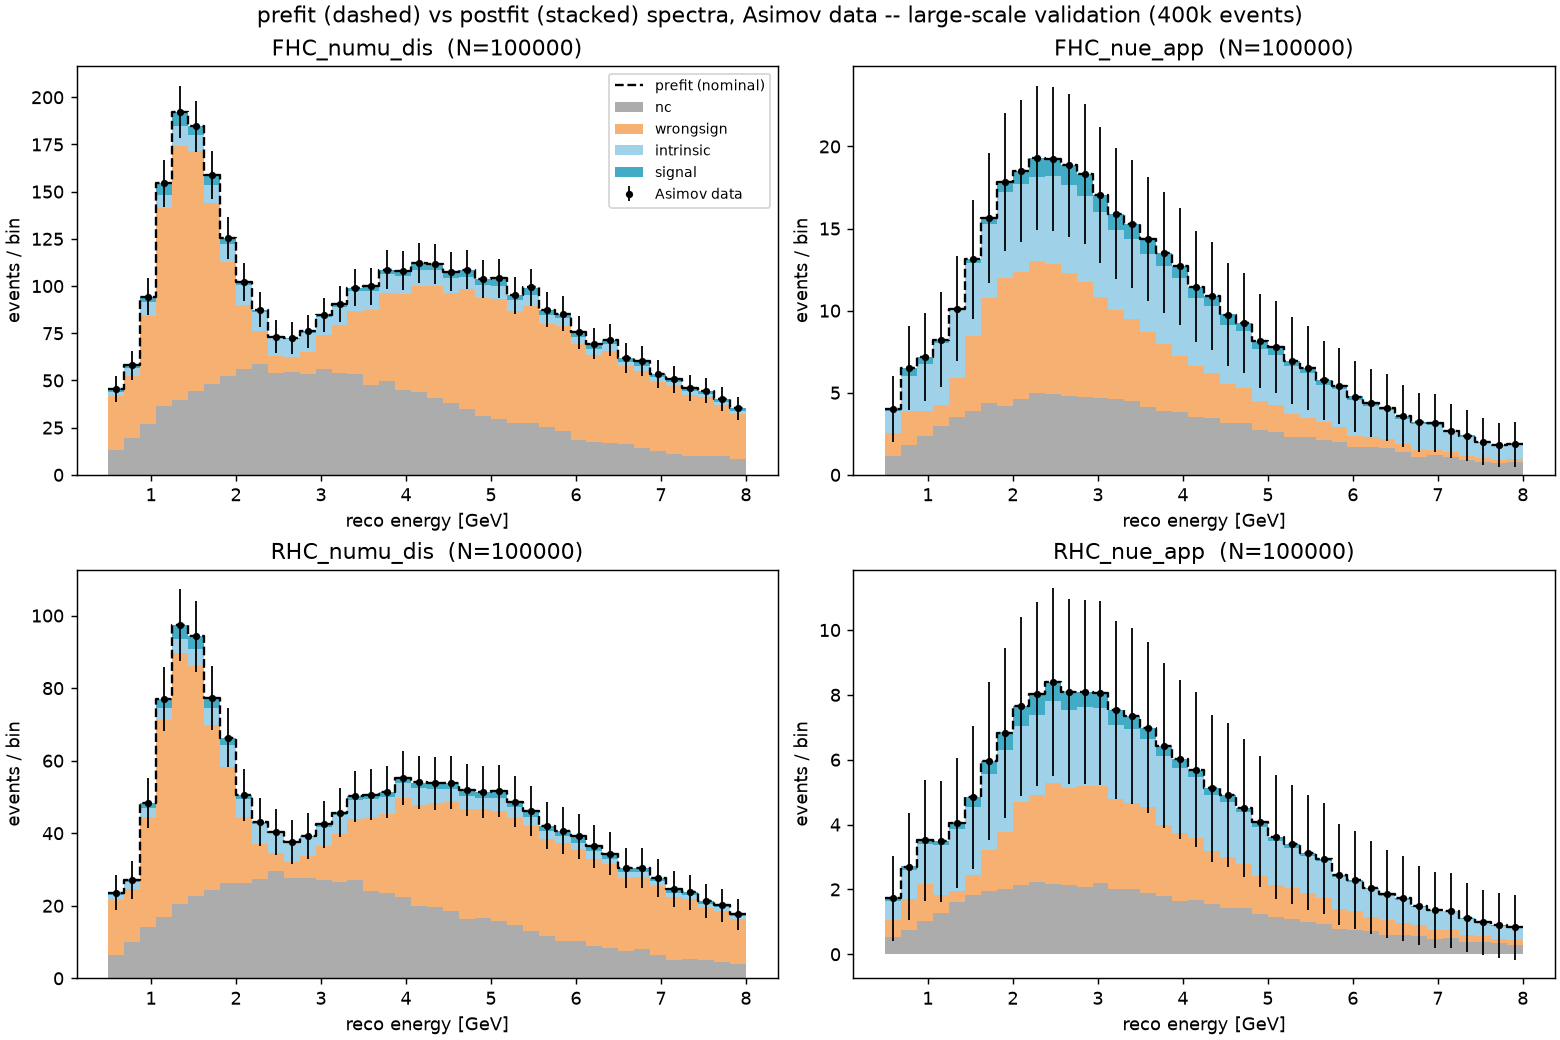 prefit (dashed) vs postfit (stacked) spectra, Asimov data -- large-scale validation (400k events)
FHC_numu_dis (N=100000)
200
175
150
125
100
75
50
25
0
events / bin
prefit (nominal)
nc
wrongsign
intrinsic
signal
Asimov data
1 2 3 4 5 6 7 8
reco energy [GeV]
FHC_nue_app (N=100000)
20
15
10
5
0
events / bin
1 2 3 4 5 6 7 8
reco energy [GeV]
RHC_numu_dis (N=100000)
100
80
60
40
20
0
events / bin
1 2 3 4 5 6 7 8
reco energy [GeV]
RHC_nue_app (N=100000)
10
8
6
4
2
0
events / bin
1 2 3 4 5 6 7 8
reco energy [GeV]